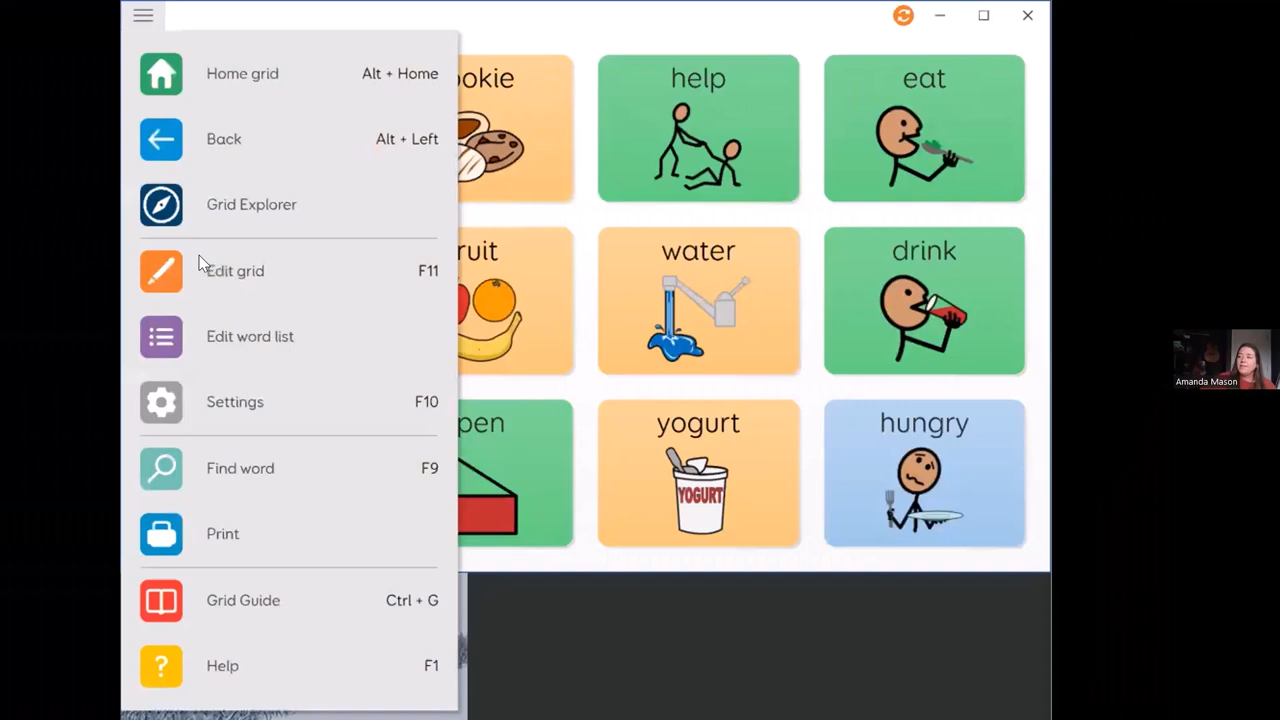 Home grid Alt + Home
Back Alt + Left
Grid Explorer
Edit grid F11
Edit word list
Settings F10
Find word F9
Print
Grid Guide Ctrl + G
Help F1
?
ookie
help
eat
ruit
water
drink
pen
yogurt
YOGURT
hungry
Amanda Mason